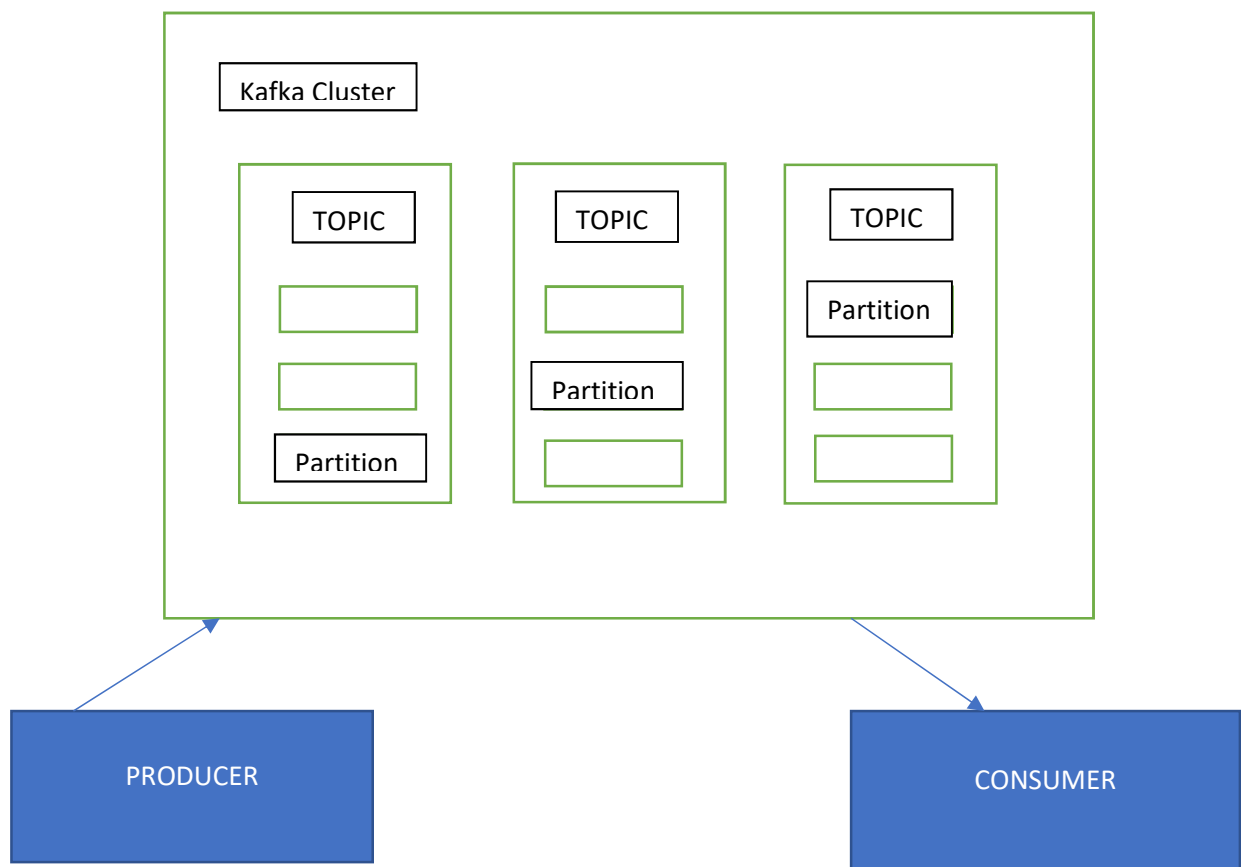 Kafka Cluster
TOPIC
TOPIC
TOPIC
Partition
Partition
Partition
PRODUCER
CONSUMER